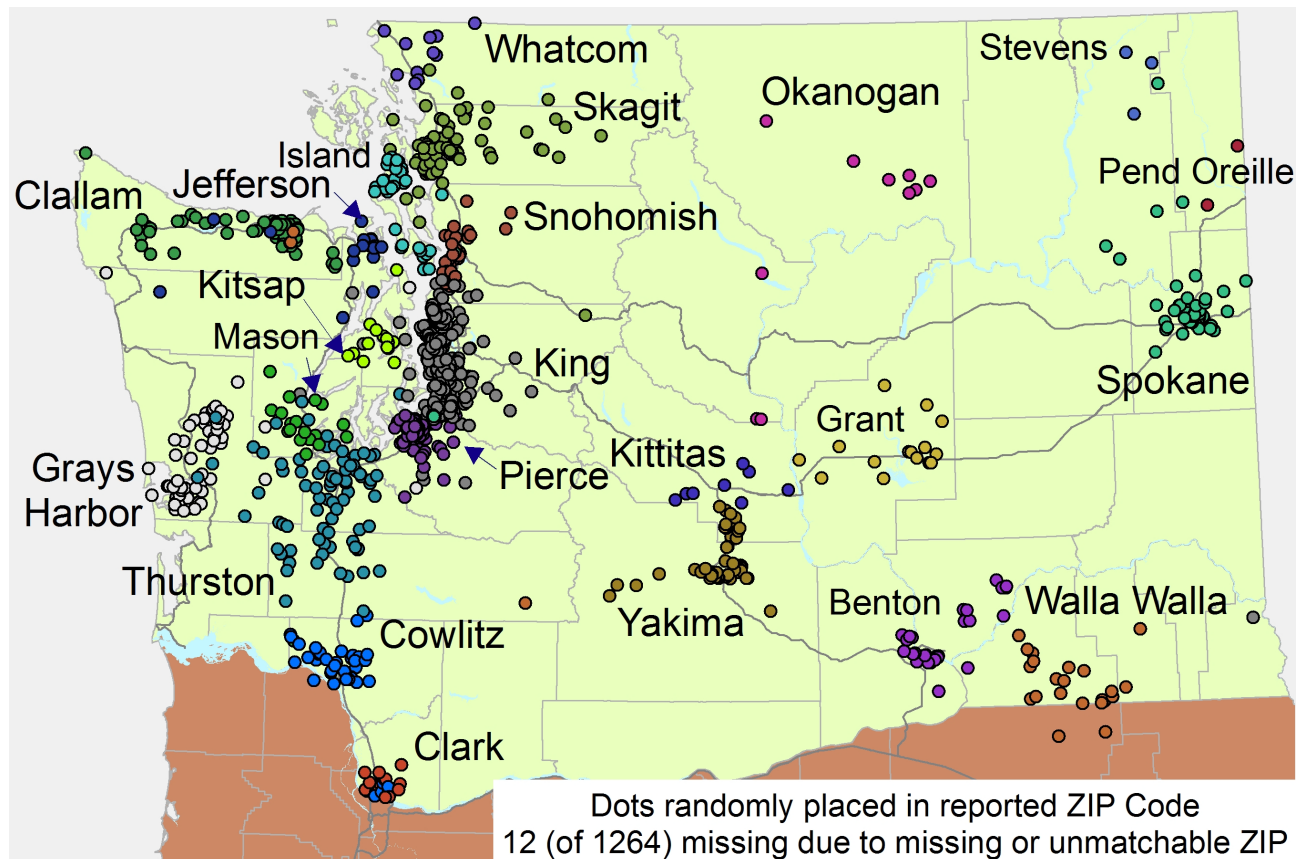 Whatcom
Stevens
Okanogan
Skagit
Island
Jefferson
Pend Oreille
Clallam
Snohomish
Kitsap
Mason
King
Spokane
Grant
Kittitas
Grays
Harbor
Pierce
Thurston
Benton
Walla Walla
Yakima
Cowlitz
Clark
Dots randomly placed in reported ZIP Code
12 (of 1264) missing due to missing or unmatchable ZIP